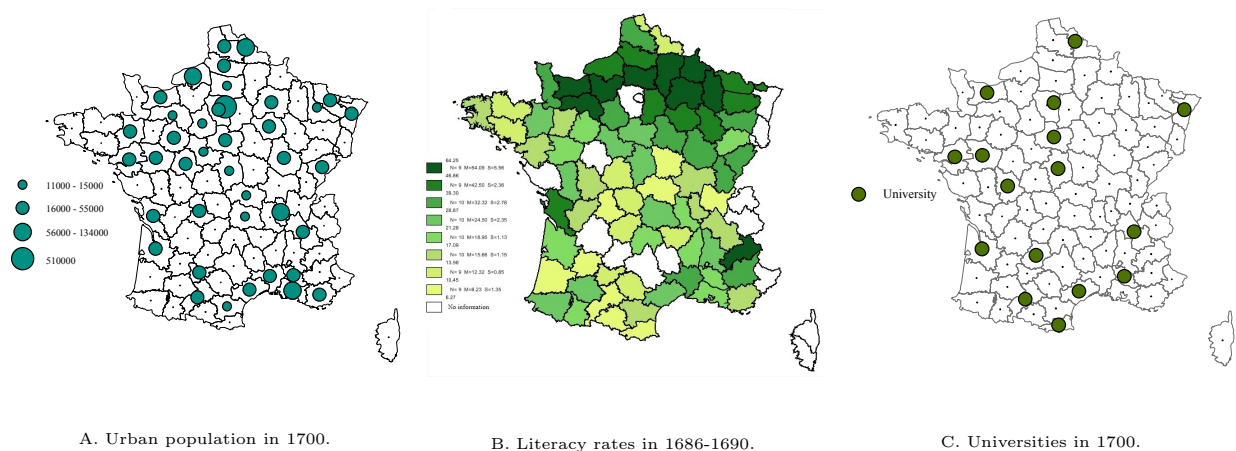 11000 - 15000
16000 - 55000
56000 - 134000
510000
A. Urban population in 1700.
64.25
N= 9 M=54.09 S=5.56
46.86
N= 9 M=42.50 S=2.36
39.30
N= 10 M=32.32 S=2.78
28.87
N= 10 M=24.50 S=2.35
21.28
N= 10 M=18.95 S=1.13
17.09
N= 10 M=15.66 S=1.15
13.98
N= 9 M=12.32 S=0.85
10.45
N= 9 M=8.23 S=1.35
6.27
No information
B. Literacy rates in 1686-1690.
University
C. Universities in 1700.